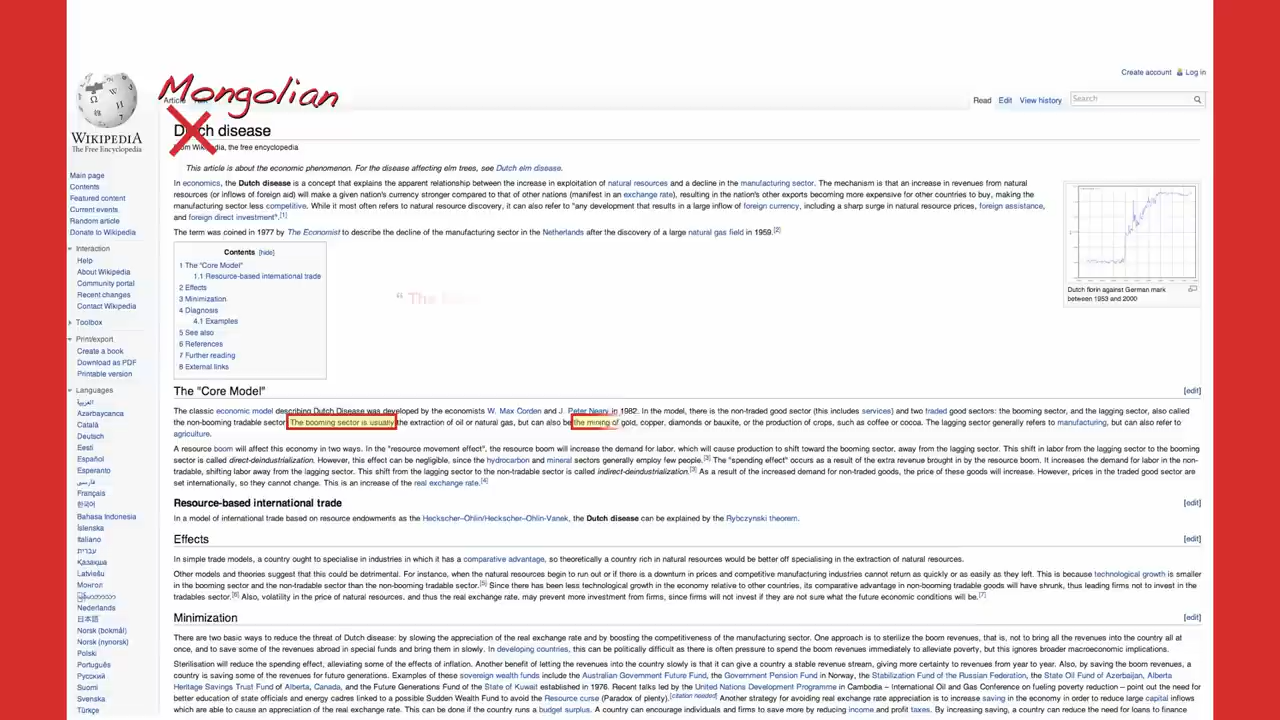 Create account Log in
Mongolian
Article
Read Edit View history
Search
Dutch disease
WIKIPEDIA
The Free Encyclopedia
From Wikipedia, the free encyclopedia
This article is about the economic phenomenon. For the disease affecting elm trees, see Dutch elm disease.
In economics, the Dutch disease is a concept that explains the apparent relationship between the increase in exploitation of natural resources and a decline in the manufacturing sector. The mechanism is that an increase in revenues from natural
resources (or inflows of foreign aid) will make a given nation's currency stronger compared to that of other nations (manifest in an exchange rate), resulting in the nation's other exports becoming more expensive for other countries to buy, making the
manufacturing sector less competitive. While it most often refers to natural resource discovery, it can also refer to "any development that results in a large inflow of foreign currency, including a sharp surge in natural resource prices, foreign assistance,
and foreign direct investment".[1]
The term was coined in 1977 by The Economist to describe the decline of the manufacturing sector in the Netherlands after the discovery of a large natural gas field in 1959.[2]
Dutch florin against German mark
between 1953 and 2000
Contents [hide]
1 The "Core Model"
1.1 Resource-based international trade
2 Effects
3 Minimization
4 Diagnosis
4.1 Examples
5 See also
6 References
7 Further reading
8 External links
“ The
Main page
Contents
Featured content
Current events
Random article
Donate to Wikipedia
Interaction
Help
About Wikipedia
Community portal
Recent changes
Contact Wikipedia
Toolbox
Print/export
Create a book
Download as PDF
Printable version
Languages
العربية
Azərbaycanca
Català
Deutsch
Eesti
Español
Esperanto
فارسی
Français
한국어
Bahasa Indonesia
Íslenska
Italiano
עברית
Қазақша
Latviešu
Монгол
Nederlands
日本語
Norsk (bokmål)
Norsk (nynorsk)
Polski
Português
Русский
Suomi
Svenska
Türkçe
The "Core Model" [edit]
The classic economic model describing Dutch Disease was developed by the economists W. Max Corden and J. Peter Neary in 1982. In the model, there is the non-traded good sector (this includes services) and two traded good sectors: the booming sector, and the lagging sector, also called
the non-booming tradable sector. The booming sector is usually the extraction of oil or natural gas, but can also be the mining of gold, copper, diamonds or bauxite, or the production of crops, such as coffee or cocoa. The lagging sector generally refers to manufacturing, but can also refer to
agriculture.
A resource boom will affect this economy in two ways. In the "resource movement effect", the resource boom will increase the demand for labor, which will cause production to shift toward the booming sector, away from the lagging sector. This shift in labor from the lagging sector to the booming
sector is called direct-deindustrialization. However, this effect can be negligible, since the hydrocarbon and mineral sectors generally employ few people.[3] The "spending effect" occurs as a result of the extra revenue brought in by the resource boom. It increases the demand for labor in the non-
tradable, shifting labor away from the lagging sector. This shift from the lagging sector to the non-tradable sector is called indirect-deindustrialization.[3] As a result of the increased demand for non-traded goods, the price of these goods will increase. However, prices in the traded good sector are
set internationally, so they cannot change. This is an increase of the real exchange rate.[4]
Resource-based international trade [edit]
In a model of international trade based on resource endowments as the Heckscher–Ohlin/Heckscher–Ohlin-Vanek, the Dutch disease can be explained by the Rybczynski theorem.
Effects [edit]
In simple trade models, a country ought to specialise in industries in which it has a comparative advantage, so theoretically a country rich in natural resources would be better off specialising in the extraction of natural resources.
Other models and theories suggest that this could be detrimental. For instance, when the natural resources begin to run out or if there is a downturn in prices and competitive manufacturing industries cannot return as quickly or as easily as they left. This is because technological growth is smaller
in the booming sector and the non-tradable sector than the non-booming tradable sector.[5] Since there has been less technological growth in the economy relative to other countries, its comparative advantage in non-booming tradable goods will have shrunk, thus leading firms not to invest in the
tradables sector.[6] Also, volatility in the price of natural resources, and thus the real exchange rate, may prevent more investment from firms, since firms will not invest if they are not sure what the future economic conditions will be.[7]
Minimization [edit]
There are two basic ways to reduce the threat of Dutch disease: by slowing the appreciation of the real exchange rate and by boosting the competitiveness of the manufacturing sector. One approach is to sterilize the boom revenues, that is, not to bring all the revenues into the country all at
once, and to save some of the revenues abroad in special funds and bring them in slowly. In developing countries, this can be politically difficult as there is often pressure to spend the boom revenues immediately to alleviate poverty, but this ignores broader macroeconomic implications.
Sterilisation will reduce the spending effect, alleviating some of the effects of inflation. Another benefit of letting the revenues into the country slowly is that it can give a country a stable revenue stream, giving more certainty to revenues from year to year. Also, by saving the boom revenues, a
country is saving some of the revenues for future generations. Examples of these sovereign wealth funds include the Australian Government Future Fund, the Government Pension Fund in Norway, the Stabilization Fund of the Russian Federation, the State Oil Fund of Azerbaijan, Alberta
Heritage Savings Trust Fund of Alberta, Canada, and the Future Generations Fund of the State of Kuwait established in 1976. Recent talks led by the United Nations Development Programme in Cambodia – International Oil and Gas Conference on fueling poverty reduction – point out the need for
better education of state officials and energy cadres linked to a possible Sudden Wealth Fund to avoid the Resource curse (Paradox of plenty).[citation needed] Another strategy for avoiding real exchange rate appreciation is to increase saving in the economy in order to reduce large capital inflows
which are able to cause an appreciation of the real exchange rate. This can be done if the country runs a budget surplus. A country can encourage individuals and firms to save more by reducing income and profit taxes. By increasing saving, a country can reduce the need for loans to finance